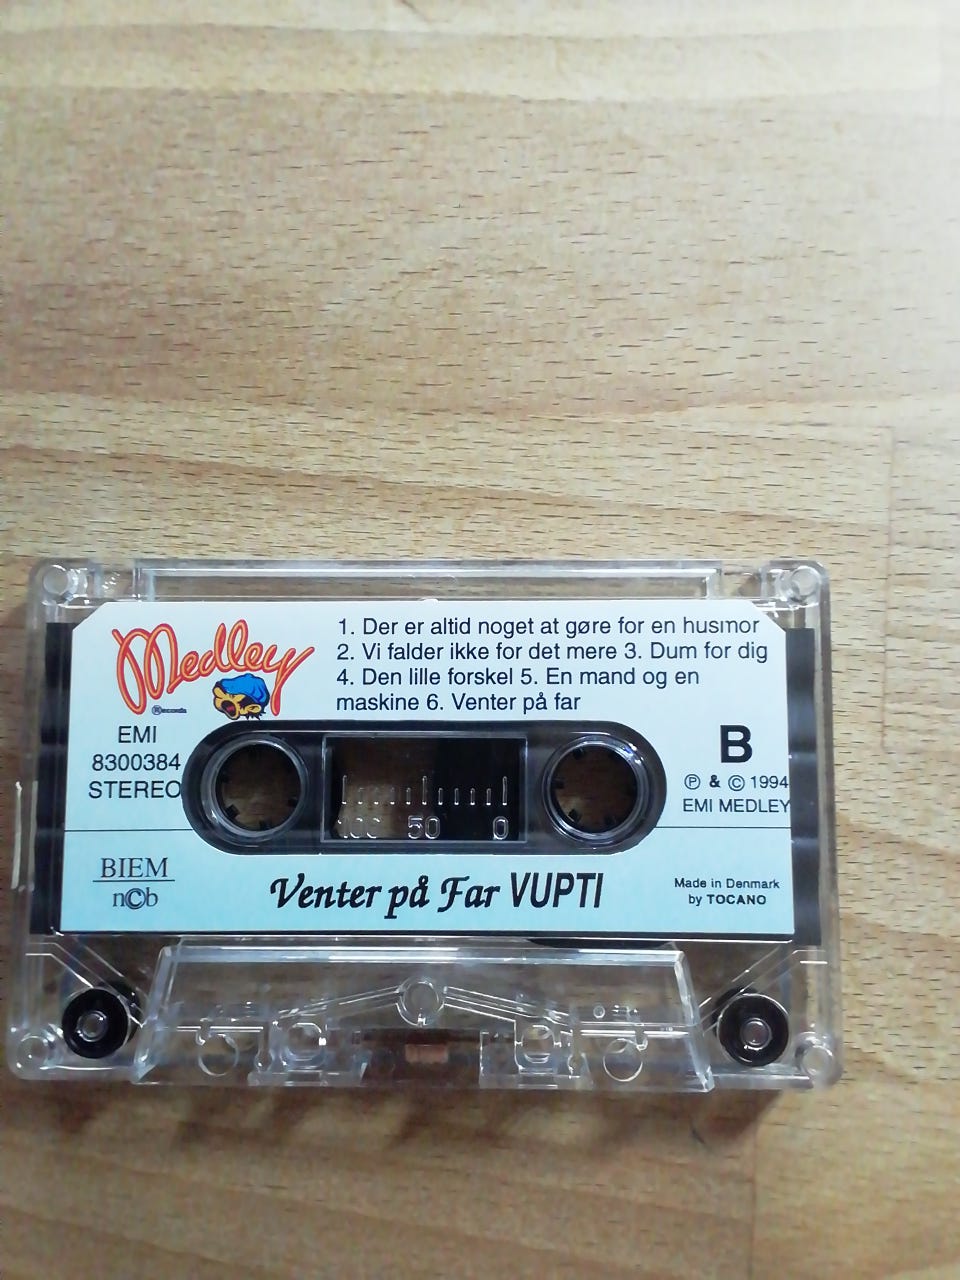 Medley
®ecords
1. Der er altid noget at gøre for en husmor
2. Vi falder ikke for det mere 3. Dum for dig
4. Den lille forskel 5. En mand og en
maskine 6. Venter på far
EMI
8300384
STEREO
B
℗ & © 1994
EMI MEDLEY
100 50 0
BIEM
n©b
Venter på Far VUPTI
Made in Denmark
by TOCANO